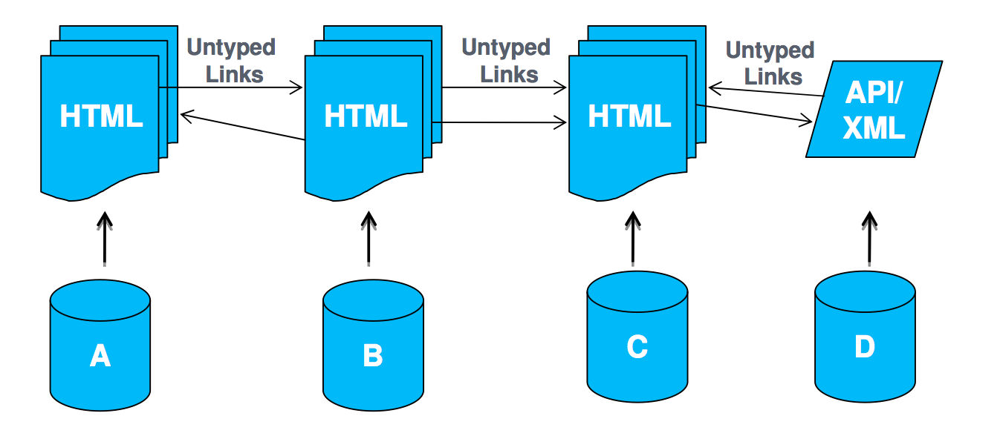 Untyped
Links
Untyped
Links
Untyped
Links
HTML
HTML
HTML
API/
XML
A
B
C
D